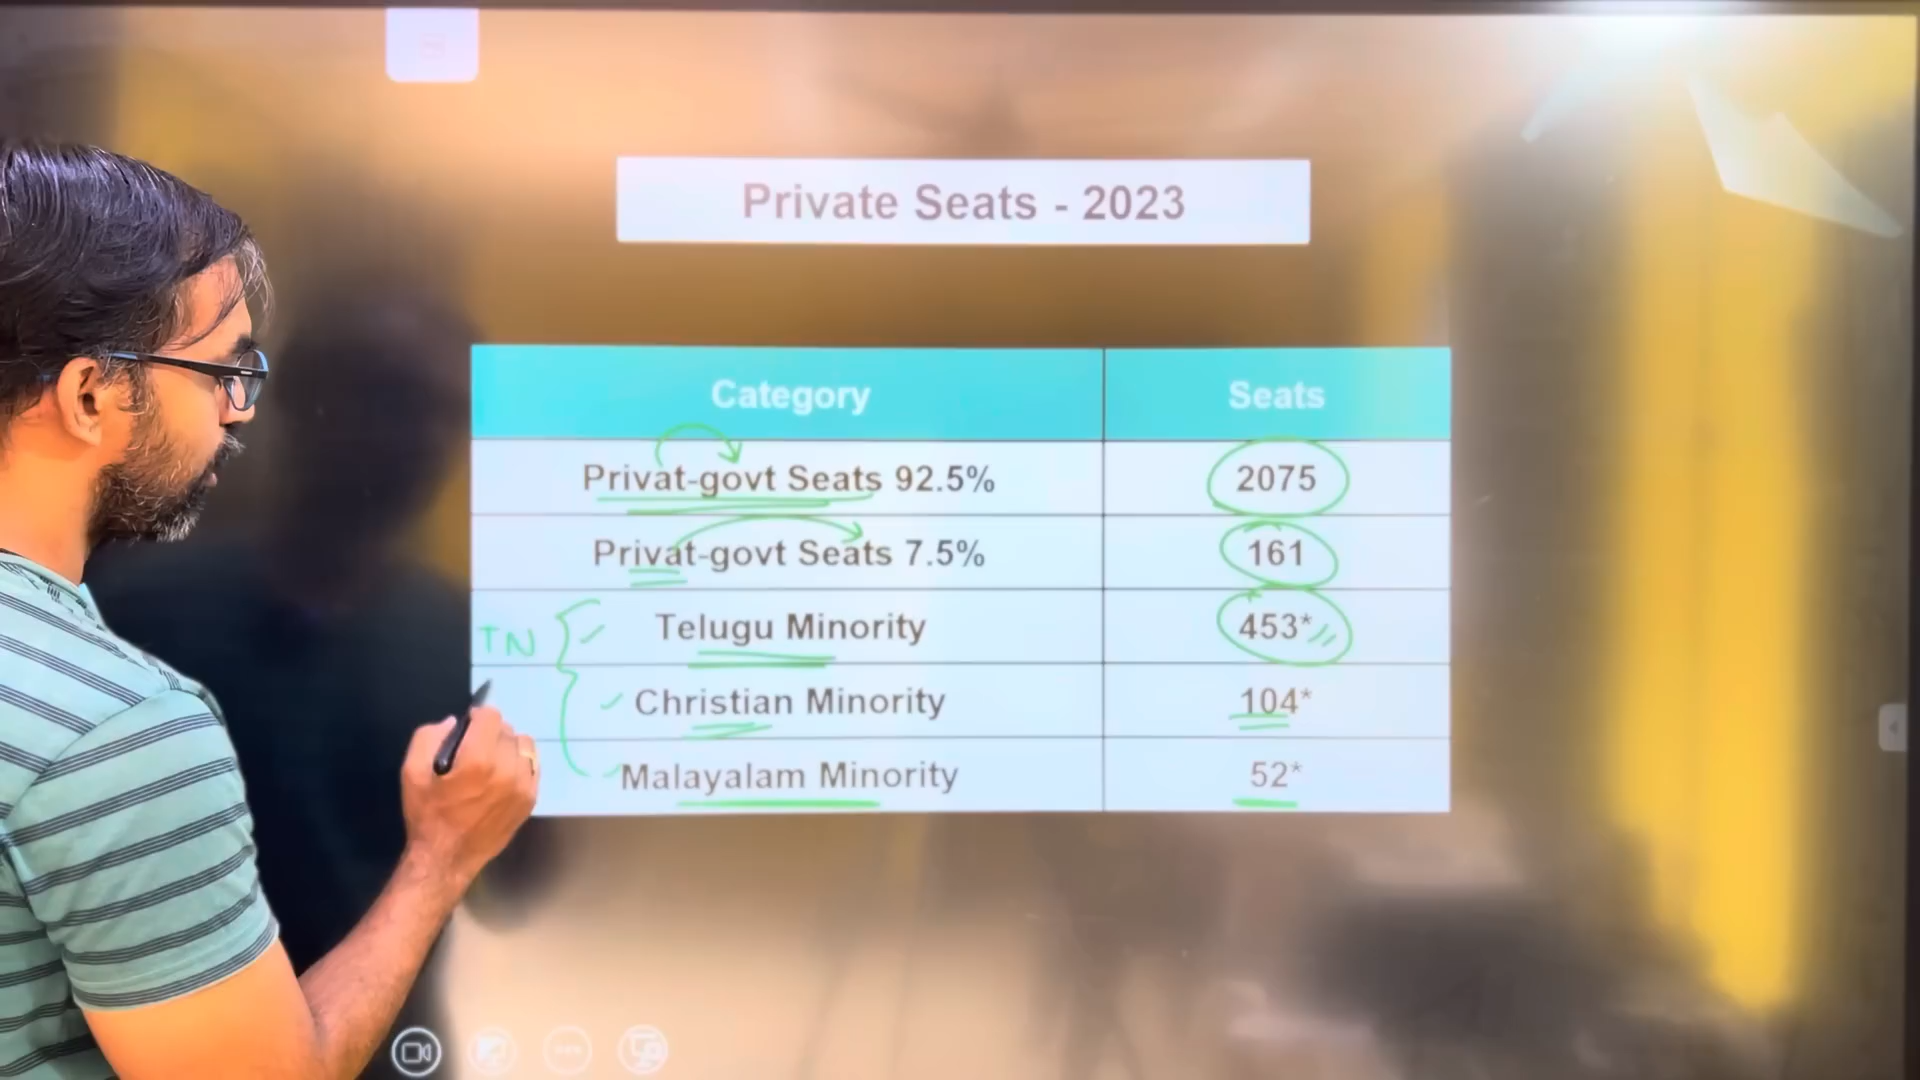 Private Seats - 2023
Category Seats
Privat-govt Seats 92.5% 2075
Privat-govt Seats 7.5% 161
TN Telugu Minority 453*
Christian Minority 104*
Malayalam Minority 52*